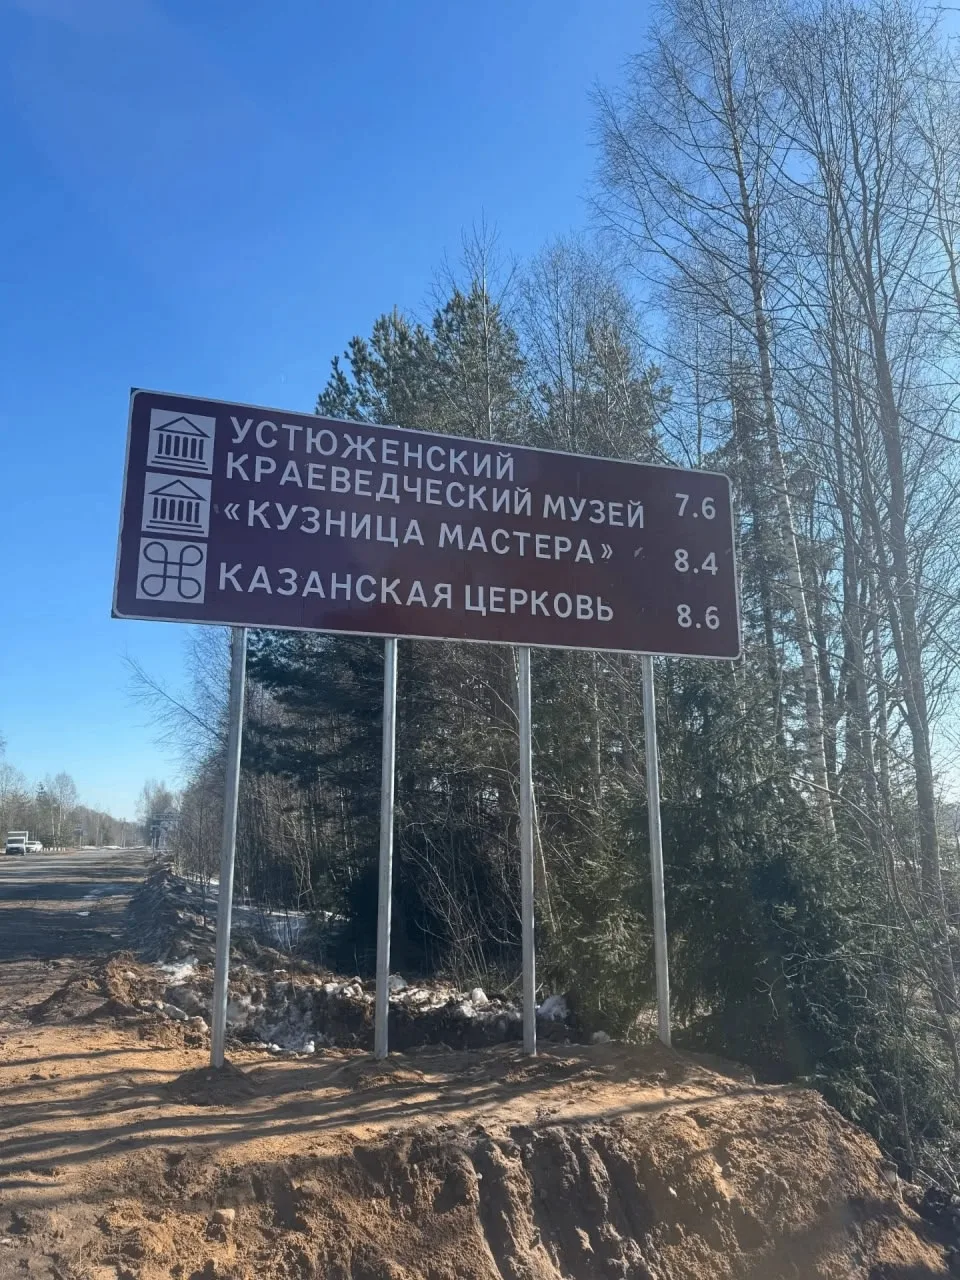 УСТЮЖЕНСКИЙ
КРАЕВЕДЧЕСКИЙ МУЗЕЙ 7.6
«КУЗНИЦА МАСТЕРА» 8.4
КАЗАНСКАЯ ЦЕРКОВЬ 8.6